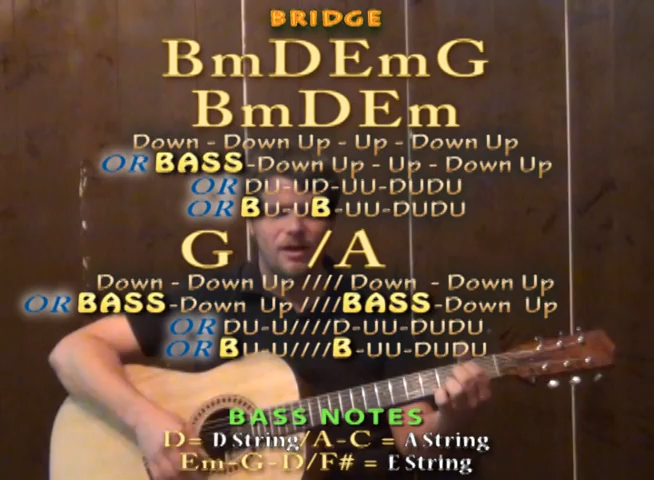 BRIDGE
BmDEmG
BmDEm
Down - Down Up - Up - Down Up
OR BASS-Down Up - Up - Down Up
OR DU-UD-UU-DUDU
OR BU-UB-UU-DUDU
G /A
Down - Down Up //// Down - Down Up
OR BASS-Down Up ////BASS-Down Up
OR DU-U////D-UU-DUDU
OR BU-U////B-UU-DUDU
BASS NOTES
D= D String/A-C = A String
Em-G-D/F# = E String